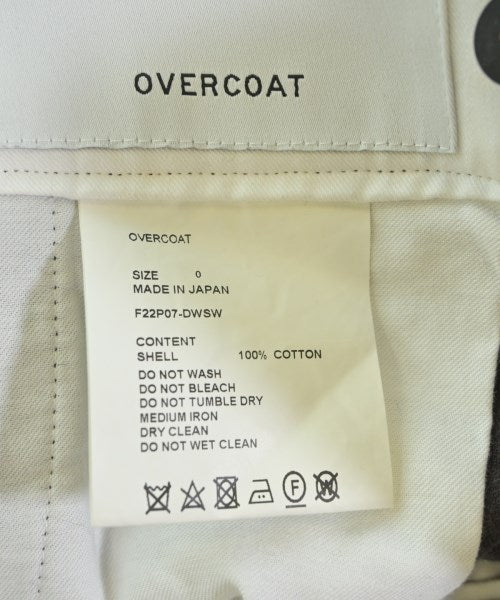 OVERCOAT
OVERCOAT
SIZE 0
MADE IN JAPAN
F22P07-DWSW
CONTENT
SHELL 100% COTTON
DO NOT WASH
DO NOT BLEACH
DO NOT TUMBLE DRY
MEDIUM IRON
DRY CLEAN
DO NOT WET CLEAN
F W